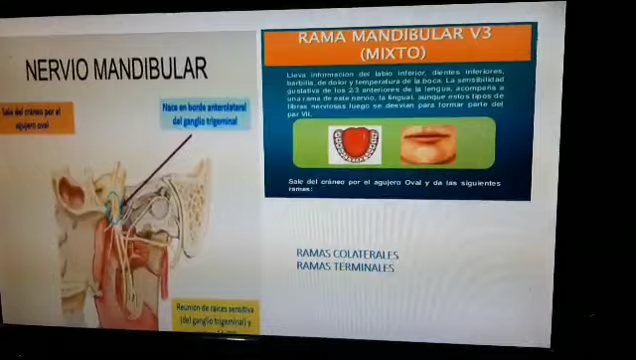 NERVIO MANDIBULAR
Sale del cráneo por el
agujero oval
Nace en borde anterolateral
del ganglio trigeminal
Reunion de raices sensitiva
(del ganglio trigeminal) y
RAMA MANDIBULAR V3
(MIXTO)
Lleva información del labio inferior, dientes inferiores,
barbilla, de dolor y temperatura de la boca. La sensibilidad
gustativa de los 2/3 anteriores de la lengua, acompaña a
una rama de este nervio, la lingual, aunque estos tipos de
fibras nerviosas luego se desvían para formar parte del
par VII.
Sale del cráneo por el agujero Oval y da las siguientes
ramas:
RAMAS COLATERALES
RAMAS TERMINALES